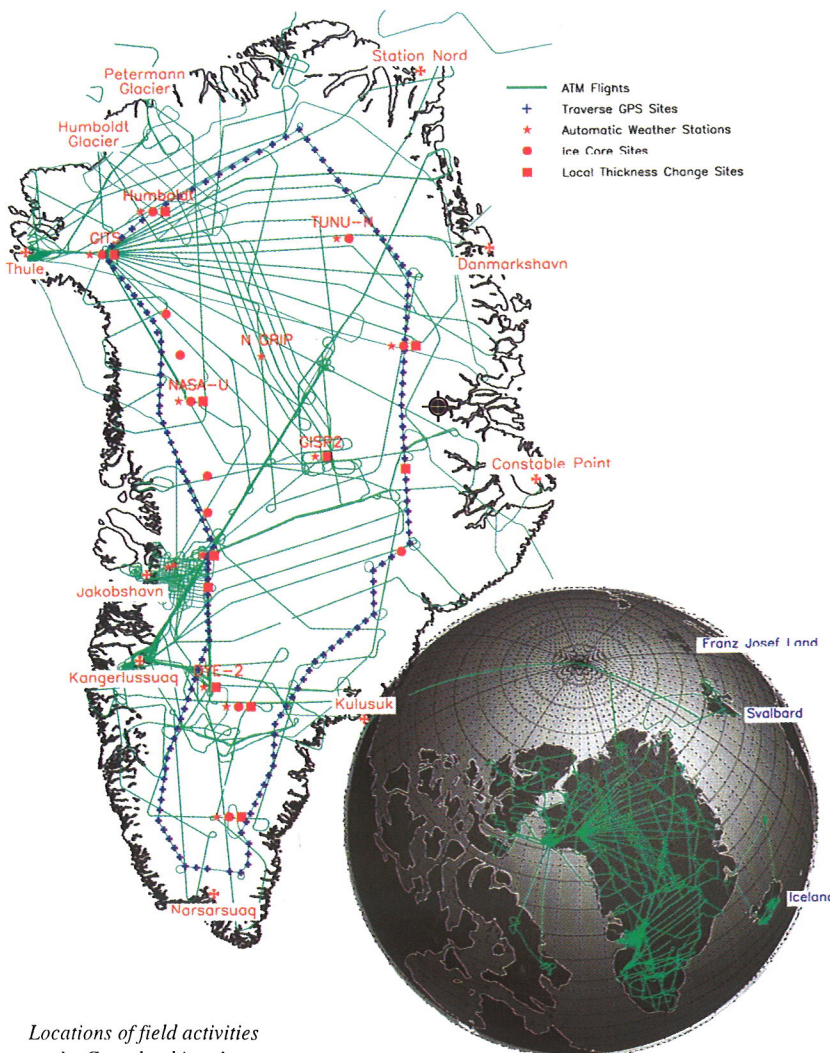 Station Nord
Petermann
Glacier
Humboldt
Glacier
ATM Flights
Traverse GPS Sites
Automatic Weather Stations
Ice Core Sites
Local Thickness Change Sites
Humboldt
TUNU-N
GITS
Thule
Danmarkshavn
N GRIP
NASA-U
GISP2
Constable Point
Jakobshavn
Kangerlussuaq
Kulusuk
Narsarsuaq
Franz Josef Land
Svalbard
Iceland
Locations of field activities